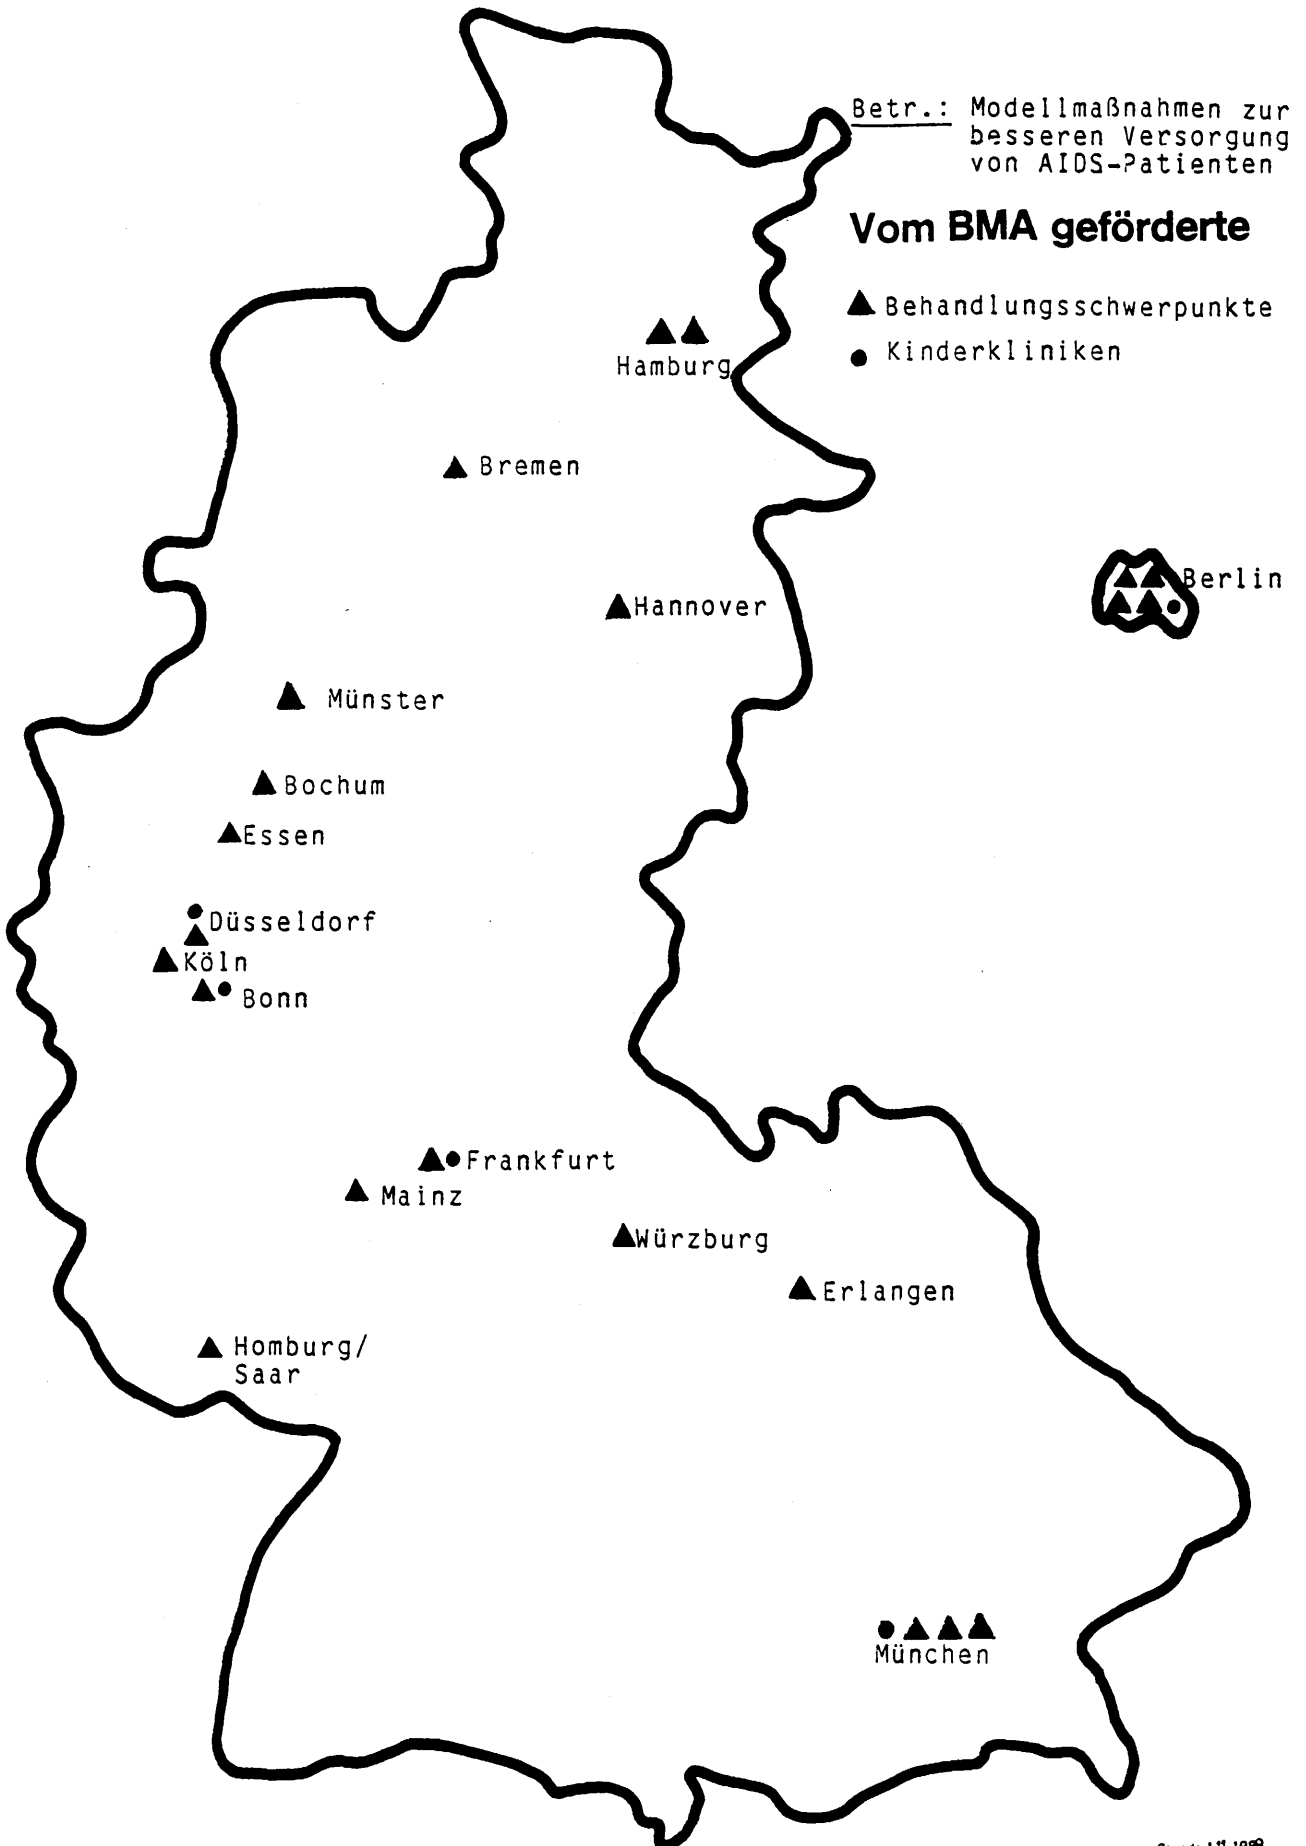 Betr.: Modellmaßnahmen zur
besseren Versorgung
von AIDS-Patienten
Vom BMA geförderte
Behandlungsschwerpunkte
Kinderkliniken
Hamburg
Bremen
Berlin
Hannover
Münster
Bochum
Essen
Düsseldorf
Köln
Bonn
Frankfurt
Mainz
Würzburg
Erlangen
Homburg/
Saar
München